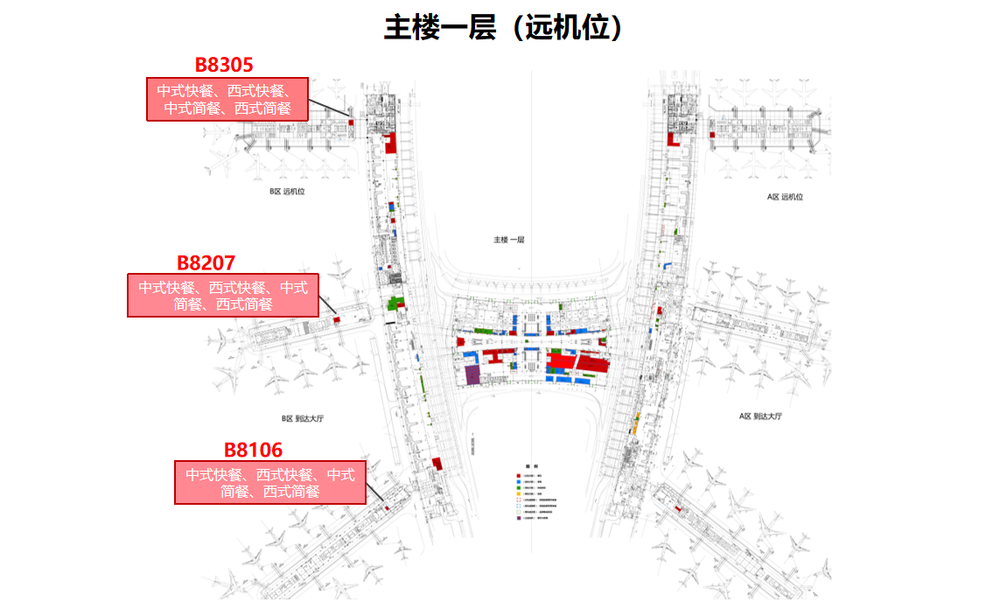 主楼一层（远机位）
B8305
中式快餐、西式快餐、
中式简餐、西式简餐
B区 远机位
A区 远机位
主楼 一层
B8207
中式快餐、西式快餐、中式
简餐、西式简餐
B区 到达大厅
A区 到达大厅
B8106
中式快餐、西式快餐、中式
简餐、西式简餐
图 例